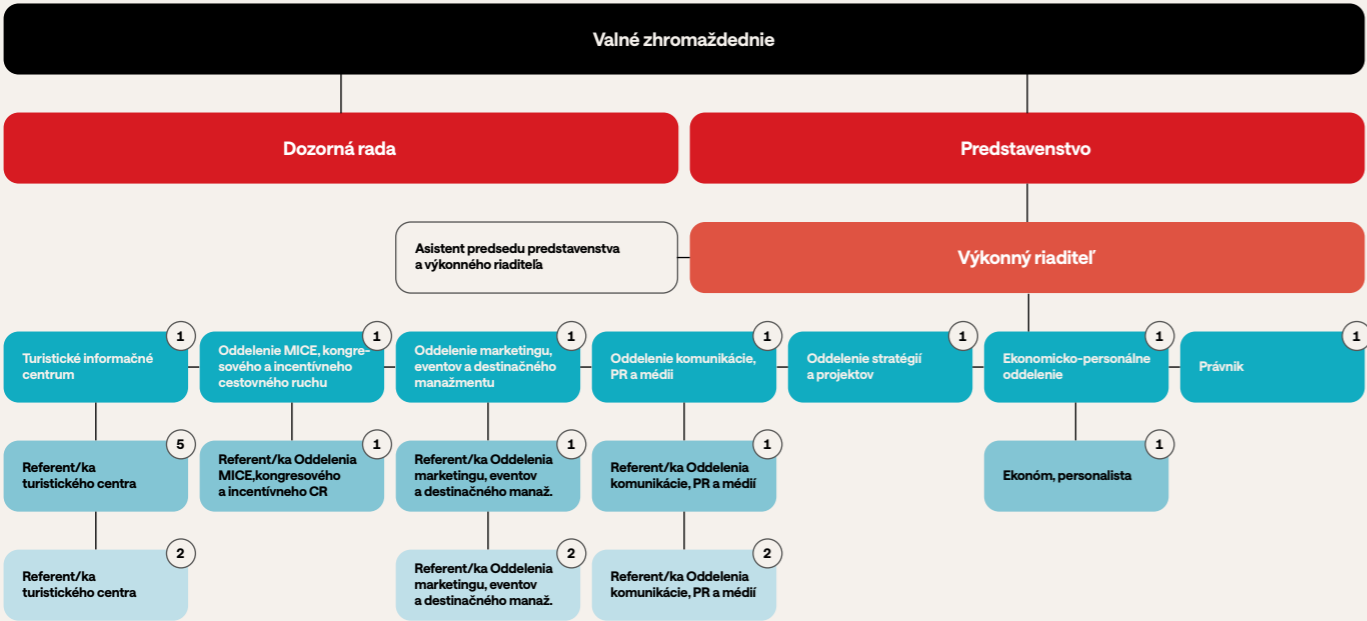 Valné zhromaždednie
Dozorná rada
Predstavenstvo
Asistent predsedu predstavenstva
a výkonného riaditeľa
Výkonný riaditeľ
1
Turistické informačné
centrum
1
Oddelenie MICE, kongre-
sového a incentívneho
cestovného ruchu
1
Oddelenie marketingu,
eventov a destinačného
manažmentu
1
Oddelenie komunikácie,
PR a médii
1
Oddelenie stratégií
a projektov
1
Ekonomicko-personálne
oddelenie
1
Právnik
5
Referent/ka
turistického centra
1
Referent/ka Oddelenia
MICE,kongresového
a incentívneho CR
1
Referent/ka Oddelenia
marketingu, eventov
a destinačného manaž.
1
Referent/ka Oddelenia
komunikácie, PR a médií
1
Ekonóm, personalista
2
Referent/ka
turistického centra
2
Referent/ka Oddelenia
marketingu, eventov
a destinačného manaž.
2
Referent/ka Oddelenia
komunikácie, PR a médií